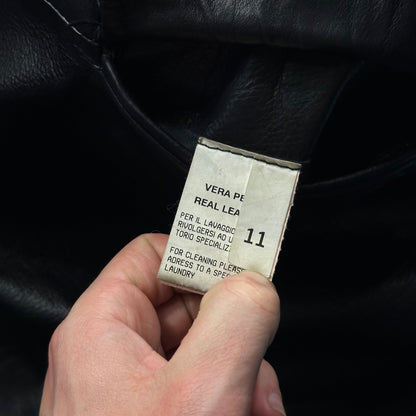 VERA PE
REAL LEA
PER IL LAVAGGIO
RIVOLGERSI AD U
TORIO SPECIALIZ
11
FOR CLEANING PLEASE
ADRESS TO A SPEC
LAUNDRY